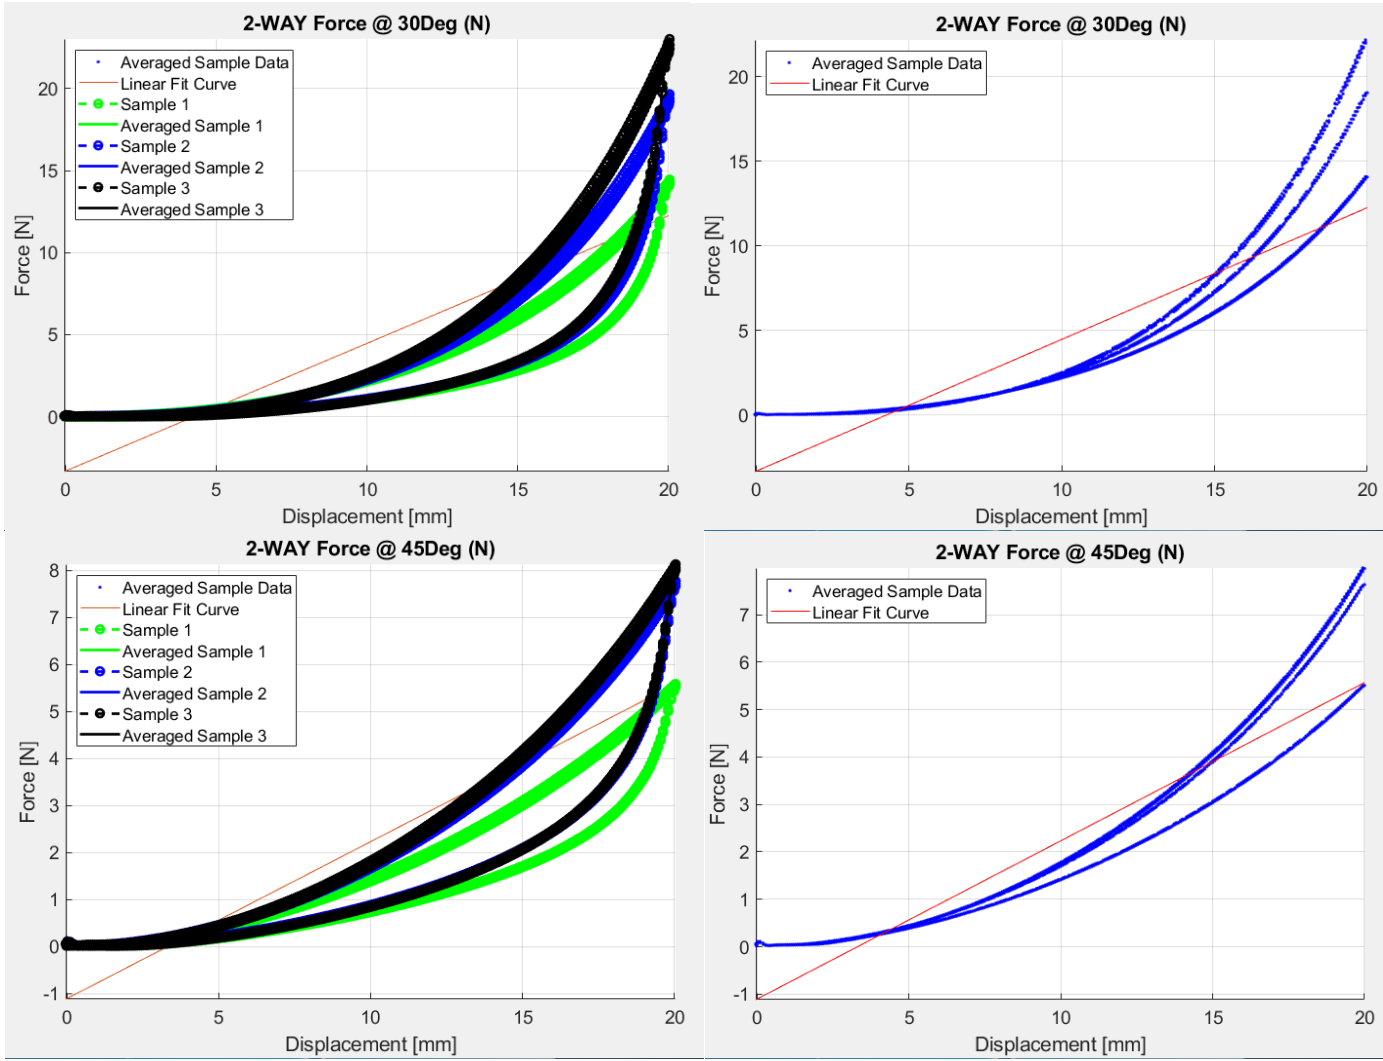 2-WAY Force @ 30Deg (N)
Averaged Sample Data
Linear Fit Curve
Sample 1
Averaged Sample 1
Sample 2
Averaged Sample 2
Sample 3
Averaged Sample 3
20
15
10
5
0
Force [N]
0 5 10 15 20
Displacement [mm]
2-WAY Force @ 30Deg (N)
Averaged Sample Data
Linear Fit Curve
20
15
10
5
0
Force [N]
0 5 10 15 20
Displacement [mm]
2-WAY Force @ 45Deg (N)
Averaged Sample Data
Linear Fit Curve
Sample 1
Averaged Sample 1
Sample 2
Averaged Sample 2
Sample 3
Averaged Sample 3
8
7
6
5
4
3
2
1
0
-1
Force [N]
0 5 10 15 20
Displacement [mm]
2-WAY Force @ 45Deg (N)
Averaged Sample Data
Linear Fit Curve
7
6
5
4
3
2
1
0
-1
Force [N]
0 5 10 15 20
Displacement [mm]